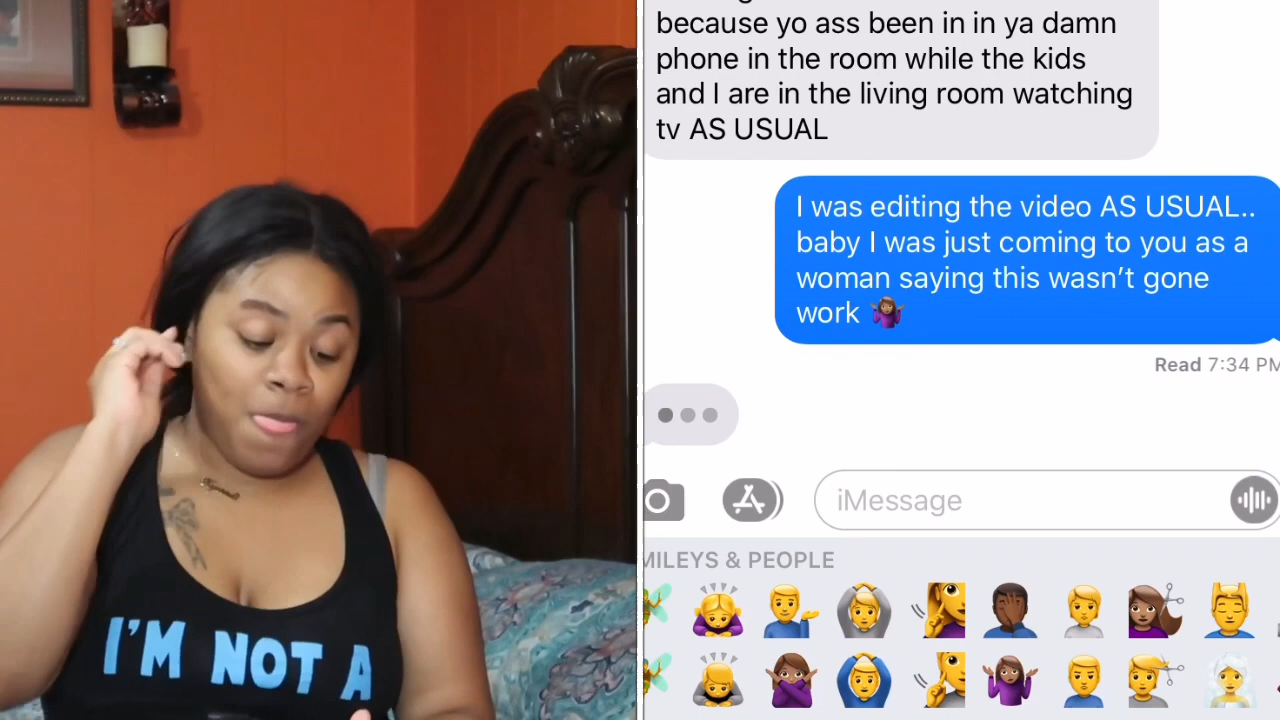 because yo ass been in in ya damn
phone in the room while the kids
and I are in the living room watching
tv AS USUAL
I was editing the video AS USUAL..
baby I was just coming to you as a
woman saying this wasn’t gone
work 🤷🏾‍♀️
Read 7:34 PM
iMessage
MILEYS & PEOPLE
I'M NOT A